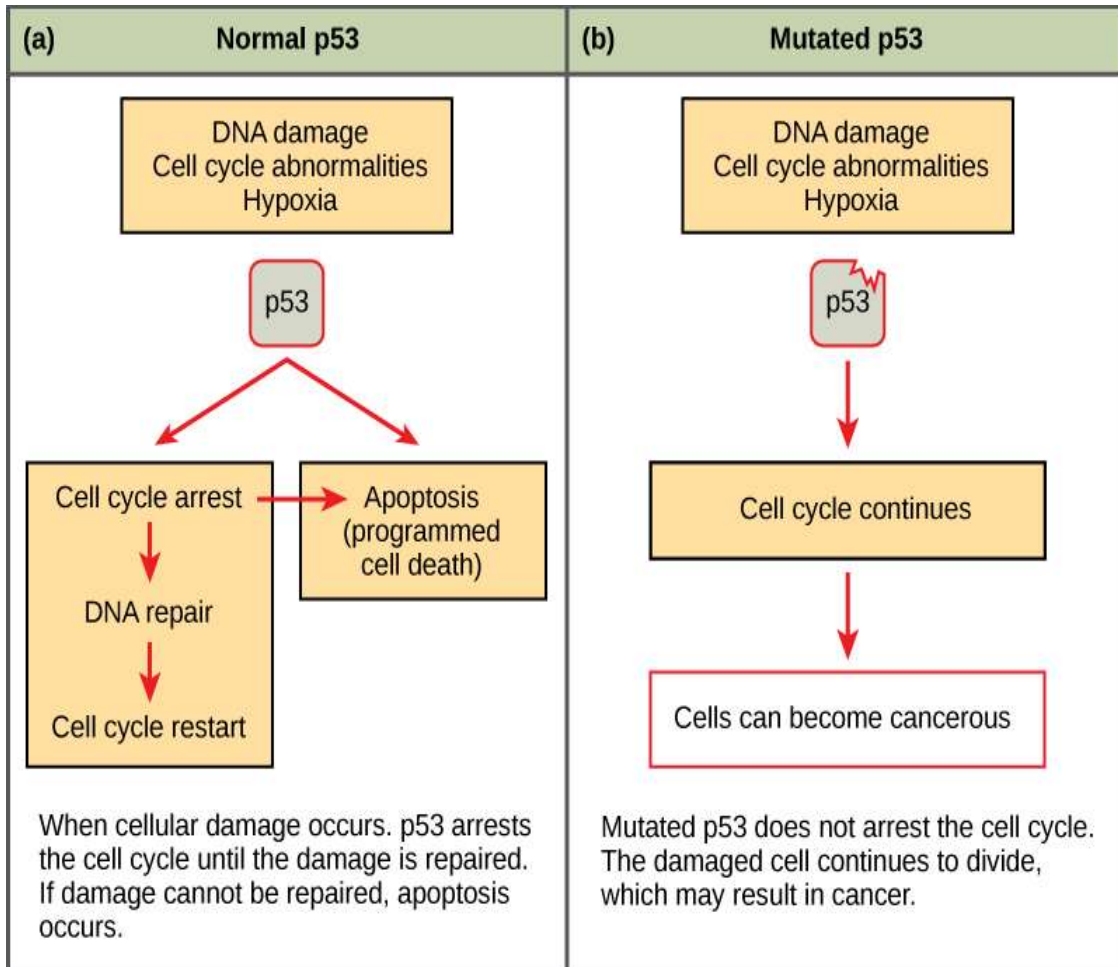 (a) Normal p53
DNA damage
Cell cycle abnormalities
Hypoxia
p53
Cell cycle arrest
DNA repair
Cell cycle restart
Apoptosis
(programmed
cell death)
When cellular damage occurs. p53 arrests
the cell cycle until the damage is repaired.
If damage cannot be repaired, apoptosis
occurs.
(b) Mutated p53
DNA damage
Cell cycle abnormalities
Hypoxia
p53
Cell cycle continues
Cells can become cancerous
Mutated p53 does not arrest the cell cycle.
The damaged cell continues to divide,
which may result in cancer.